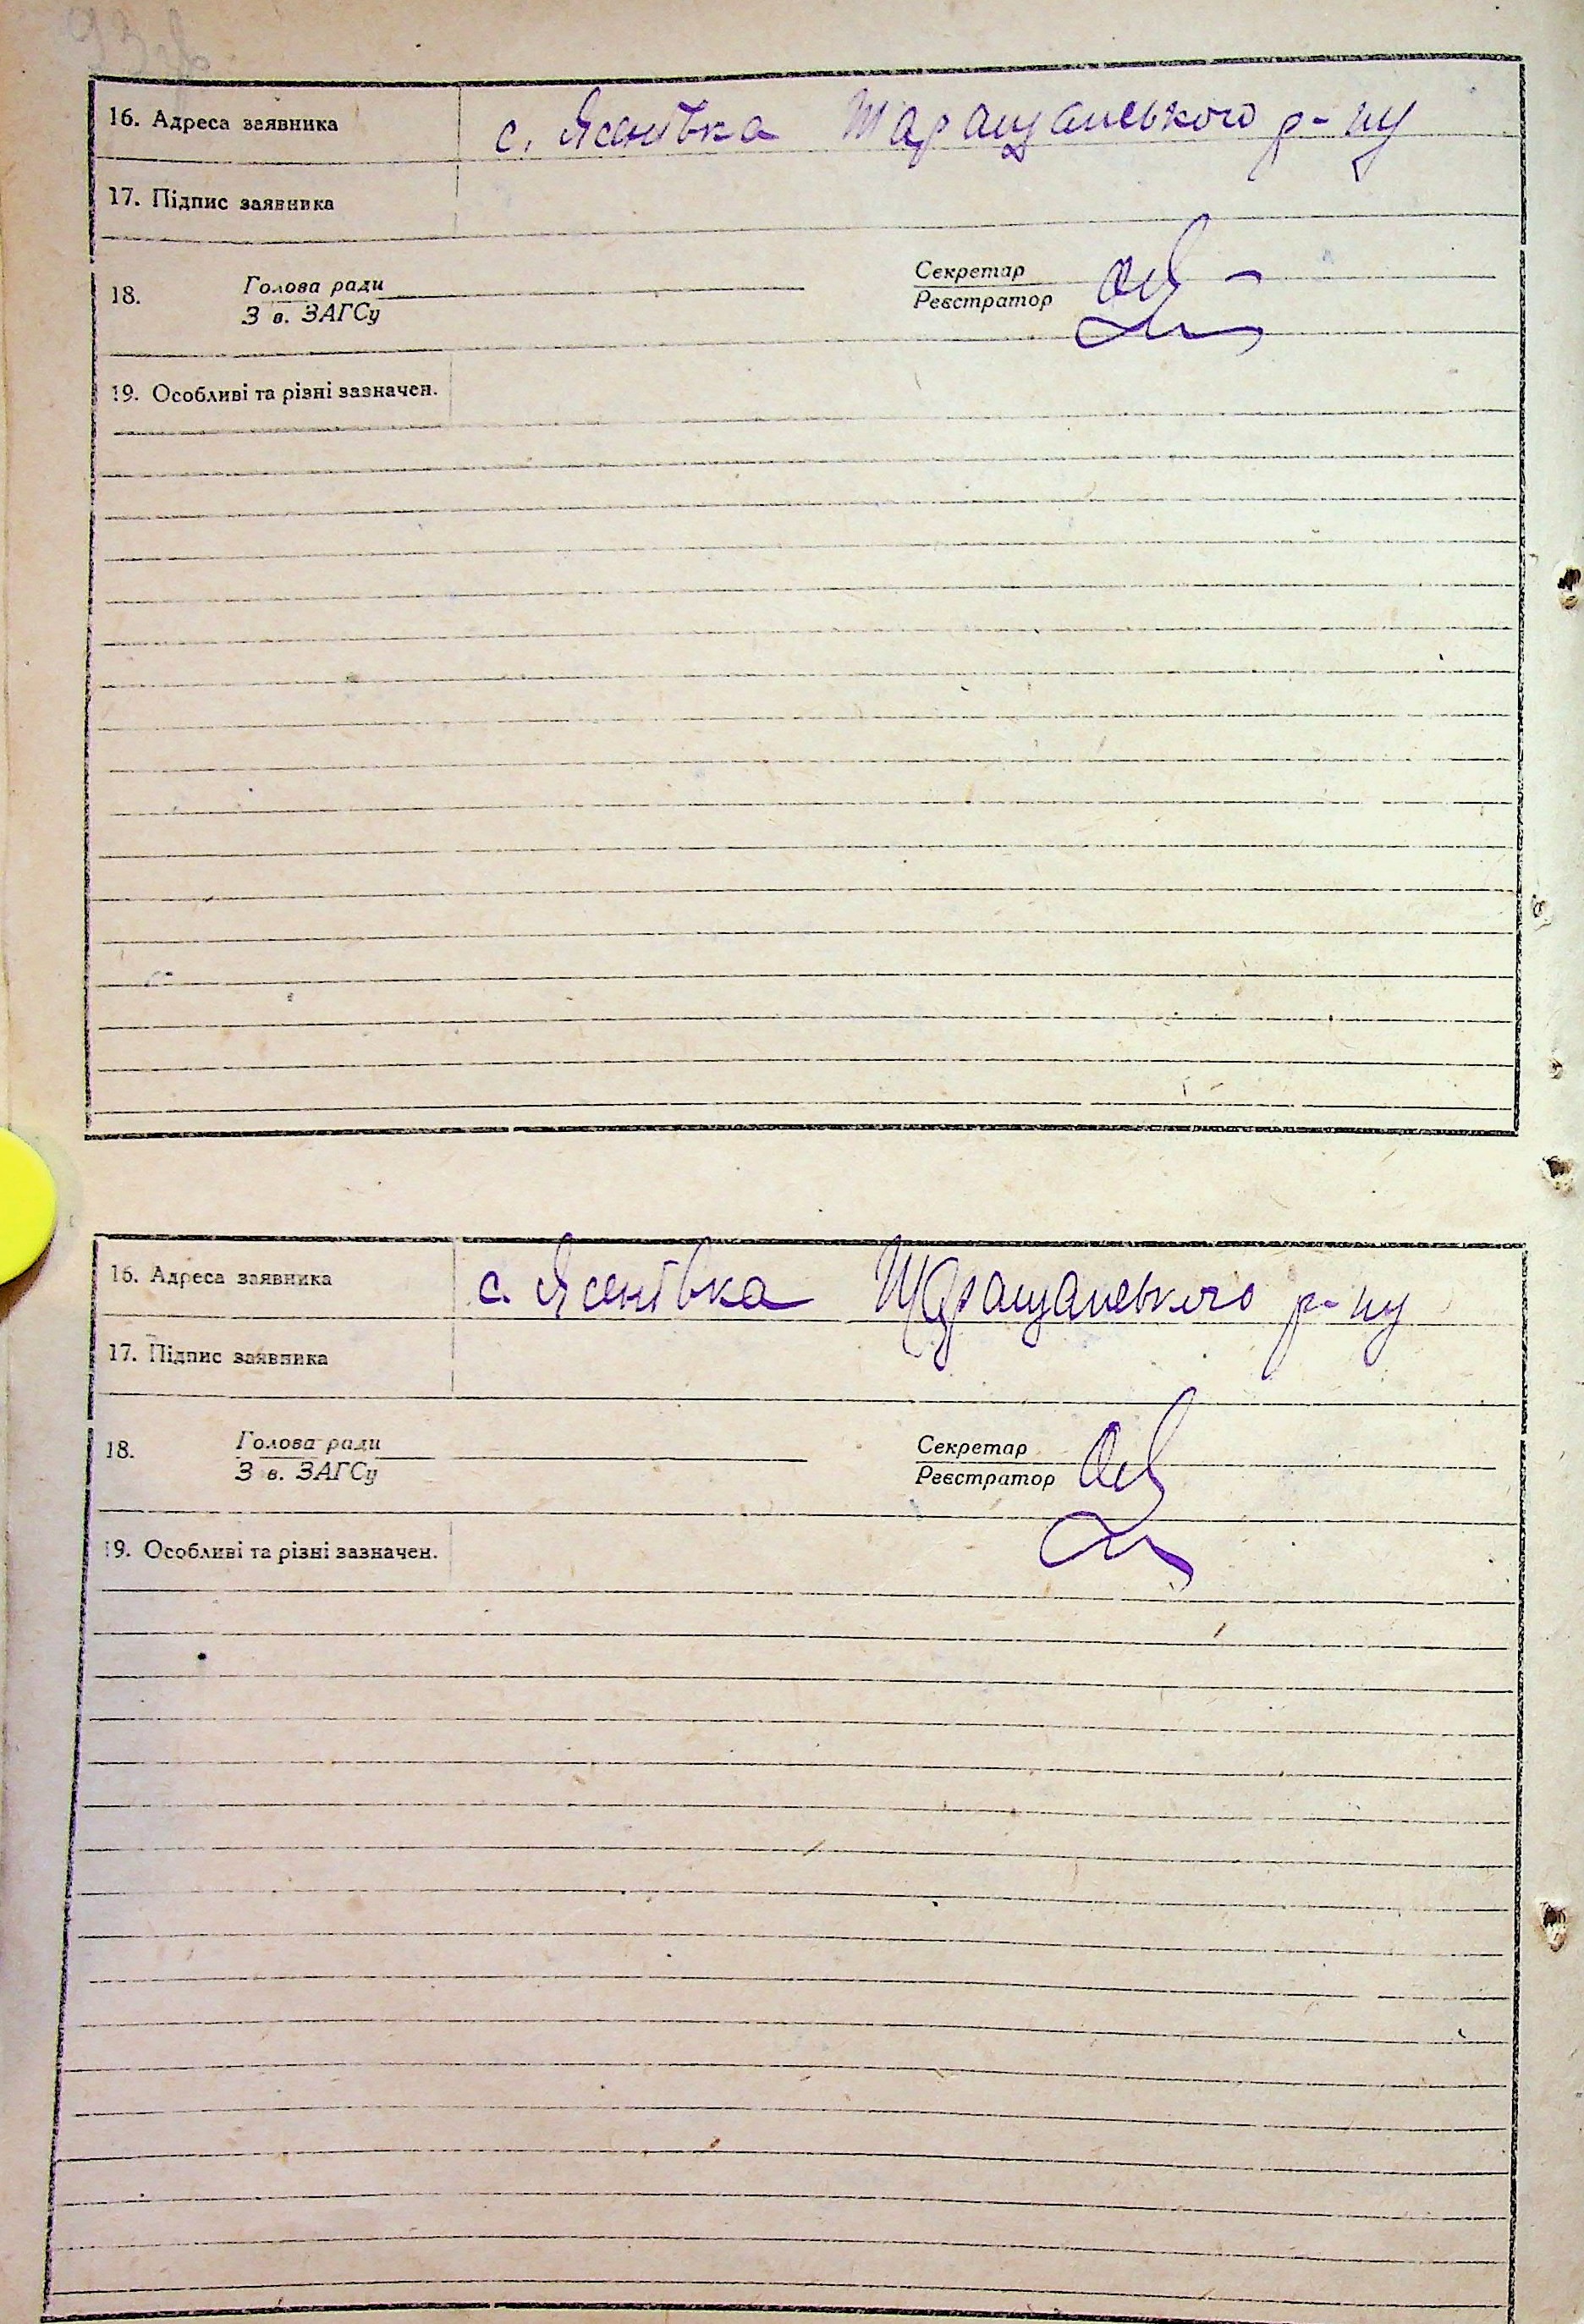 16. Адреса заявника с. Ясенівка Таращанського р-ну
17. Підпис заявника
18. Голова ради Секретар
З в. ЗАГСу Реєстратор
19. Особливі та різні зазначен.
16. Адреса заявника с. Ясенівка Таращанського р-ну
17. Підпис заявника
18. Голова ради Секретар
З в. ЗАГСу Реєстратор
19. Особливі та різні зазначен.